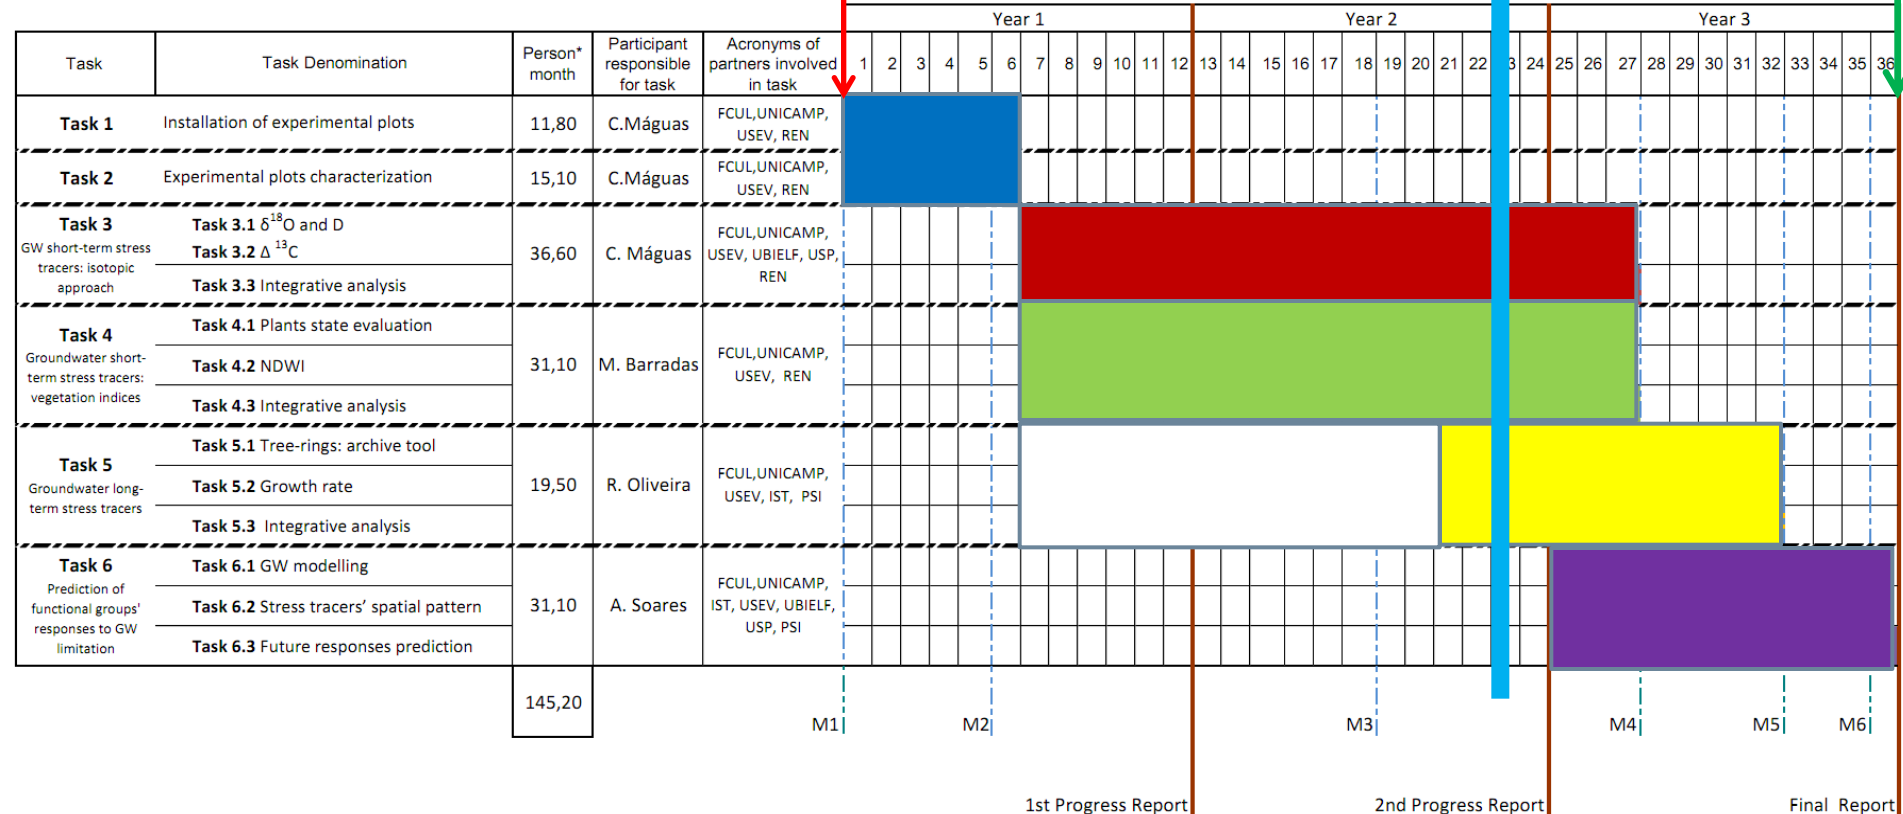 Year 1 Year 2 Year 3
Task Task Denomination Person* month Participant responsible for task Acronyms of partners involved in task 1 2 3 4 5 6 7 8 9 10 11 12 13 14 15 16 17 18 19 20 21 22 3 24 25 26 27 28 29 30 31 32 33 34 35 36
Task 1 Installation of experimental plots 11,80 C.Máguas FCUL,UNICAMP, USEV, REN
Task 2 Experimental plots characterization 15,10 C.Máguas FCUL,UNICAMP, USEV, REN
Task 3
GW short-term stress
tracers: isotopic
approach
Task 3.1 δ18O and D
Task 3.2 Δ 13C
Task 3.3 Integrative analysis
36,60
C. Máguas
FCUL,UNICAMP,
USEV, UBIELF, USP,
REN
Task 4
Groundwater short-
term stress tracers:
vegetation indices
Task 4.1 Plants state evaluation
Task 4.2 NDWI
Task 4.3 Integrative analysis
31,10
M. Barradas
FCUL,UNICAMP,
USEV, REN
Task 5
Groundwater long-
term stress tracers
Task 5.1 Tree-rings: archive tool
Task 5.2 Growth rate
Task 5.3 Integrative analysis
19,50
R. Oliveira
FCUL,UNICAMP,
USEV, IST, PSI
Task 6
Prediction of
functional groups'
responses to GW
limitation
Task 6.1 GW modelling
Task 6.2 Stress tracers’ spatial pattern
Task 6.3 Future responses prediction
31,10
A. Soares
FCUL,UNICAMP,
IST, USEV, UBIELF,
USP, PSI
145,20
M1 M2 M3 M4 M5 M6
1st Progress Report 2nd Progress Report Final Report